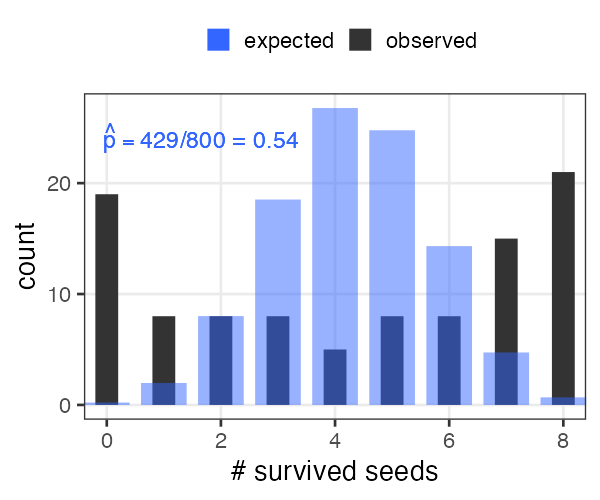 expected observed
p̂ = 429/800 = 0.54
20
10
0
count
0 2 4 6 8
# survived seeds